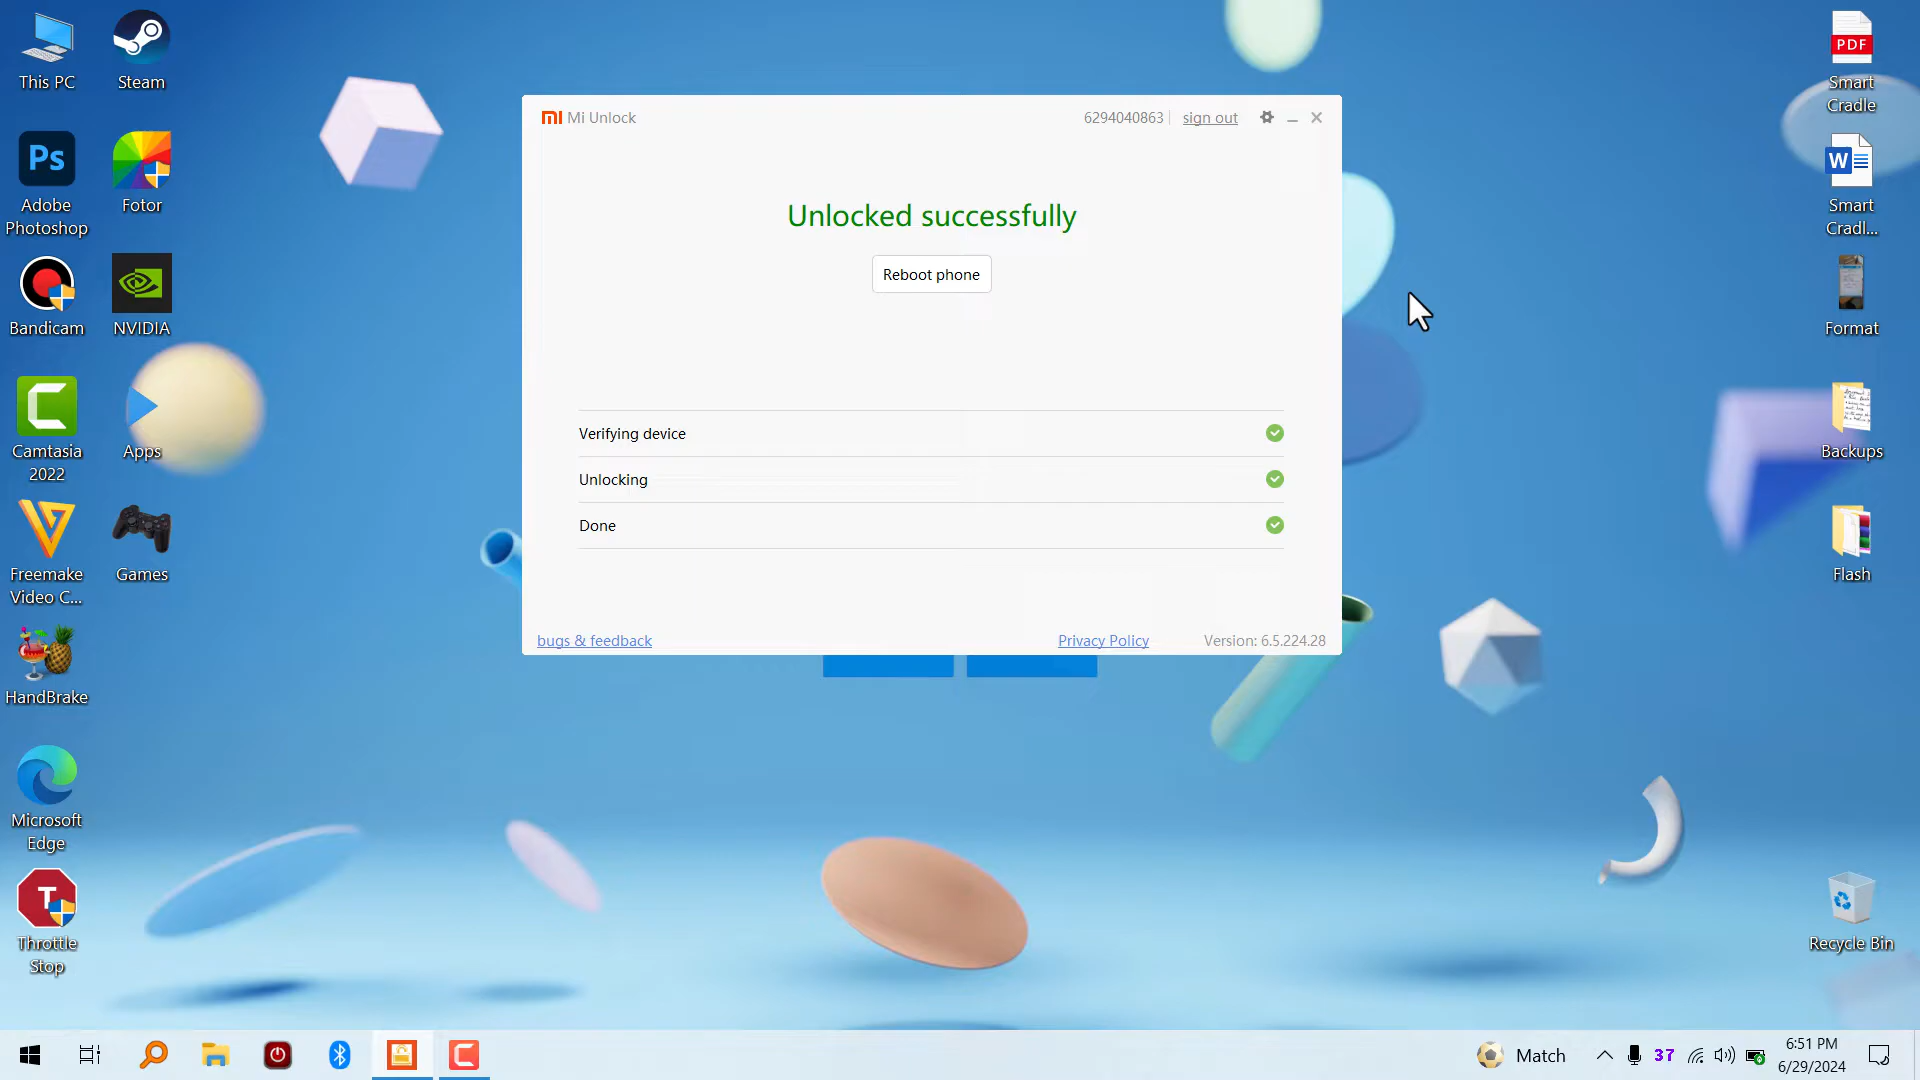 This PC
Steam
Adobe
Photoshop
Ps
Fotor
Bandicam
NVIDIA
Camtasia
2022
Apps
Freemake
Video C...
Games
HandBrake
Microsoft
Edge
T
Throttle
Stop
Mi Unlock
6294040863
sign out
Unlocked successfully
Reboot phone
Verifying device
Unlocking
Done
bugs & feedback
Privacy Policy
Version: 6.5.224.28
PDF
Smart
Cradle
W
Smart
Cradl...
Format
Backups
Flash
Recycle Bin
Match
37
6:51 PM
6/29/2024